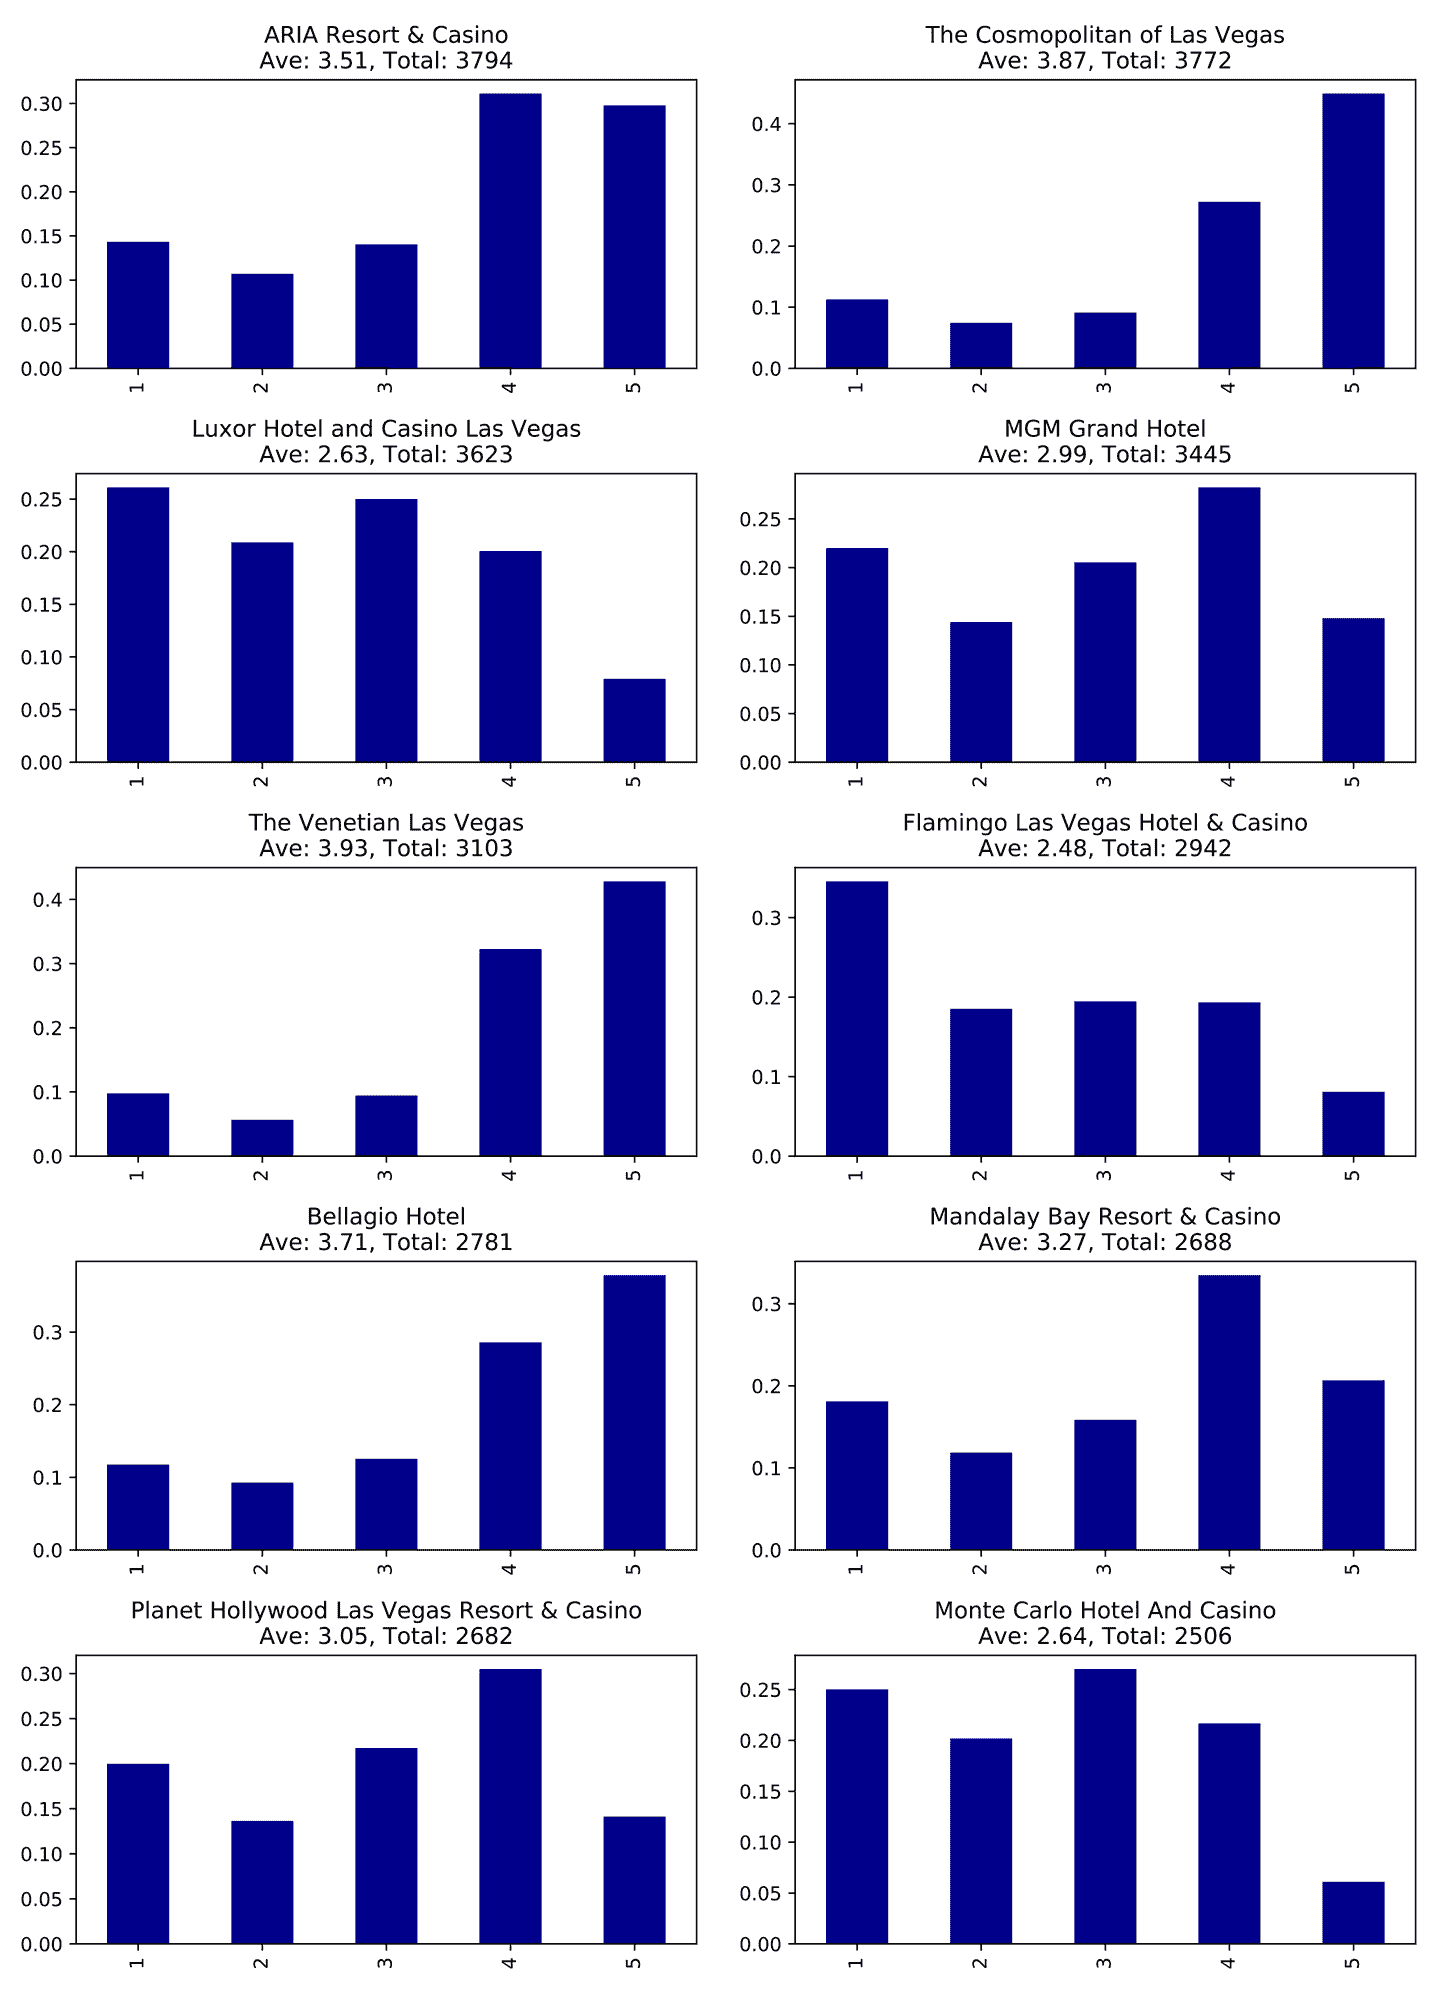 ARIA Resort & Casino
Ave: 3.51, Total: 3794
0.30
0.25
0.20
0.15
0.10
0.05
0.00
1 2 3 4 5
The Cosmopolitan of Las Vegas
Ave: 3.87, Total: 3772
0.4
0.3
0.2
0.1
0.0
1 2 3 4 5
Luxor Hotel and Casino Las Vegas
Ave: 2.63, Total: 3623
0.25
0.20
0.15
0.10
0.05
0.00
1 2 3 4 5
MGM Grand Hotel
Ave: 2.99, Total: 3445
0.25
0.20
0.15
0.10
0.05
0.00
1 2 3 4 5
The Venetian Las Vegas
Ave: 3.93, Total: 3103
0.4
0.3
0.2
0.1
0.0
1 2 3 4 5
Flamingo Las Vegas Hotel & Casino
Ave: 2.48, Total: 2942
0.3
0.2
0.1
0.0
1 2 3 4 5
Bellagio Hotel
Ave: 3.71, Total: 2781
0.3
0.2
0.1
0.0
1 2 3 4 5
Mandalay Bay Resort & Casino
Ave: 3.27, Total: 2688
0.3
0.2
0.1
0.0
1 2 3 4 5
Planet Hollywood Las Vegas Resort & Casino
Ave: 3.05, Total: 2682
0.30
0.25
0.20
0.15
0.10
0.05
0.00
1 2 3 4 5
Monte Carlo Hotel And Casino
Ave: 2.64, Total: 2506
0.25
0.20
0.15
0.10
0.05
0.00
1 2 3 4 5